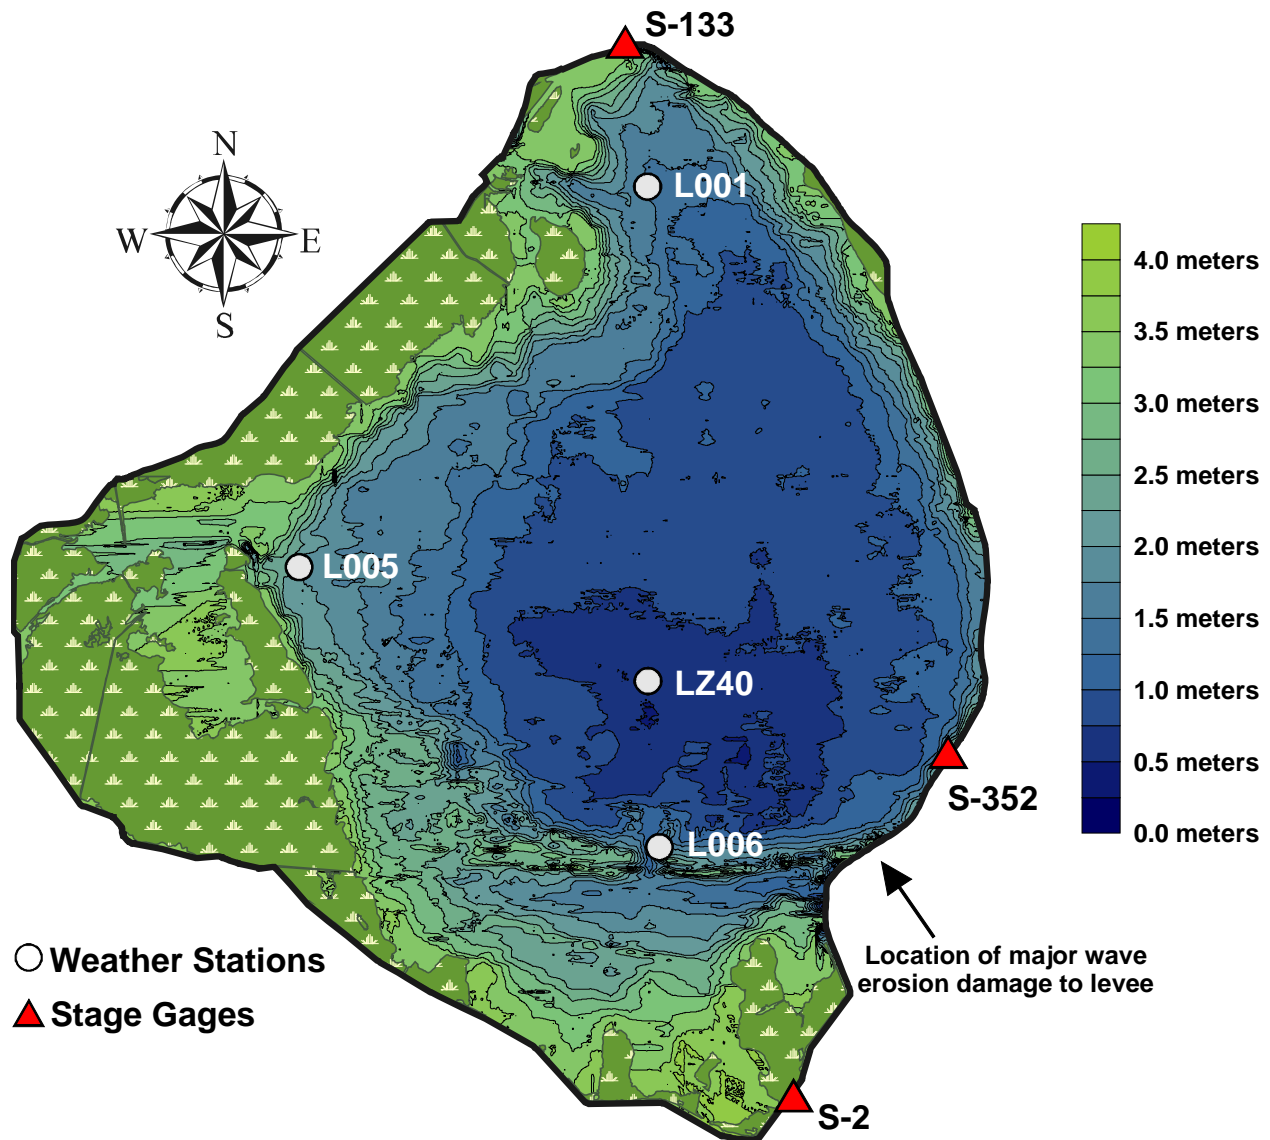 S-133
L001
N
W
E
S
4.0 meters
3.5 meters
3.0 meters
2.5 meters
2.0 meters
1.5 meters
1.0 meters
0.5 meters
0.0 meters
L005
LZ40
S-352
L006
Location of major wave
erosion damage to levee
Weather Stations
Stage Gages
S-2